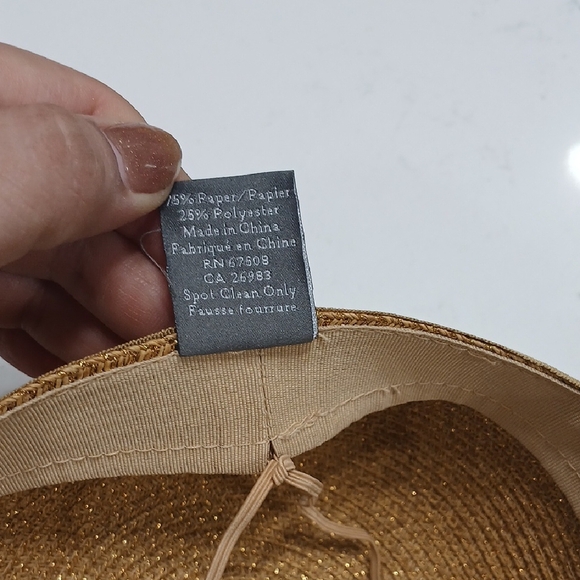 75% Paper/Papier
25% Polyester
Made in China
Fabriqué en Chine
RN 67808
CA 26983
Spot Clean Only
Fausse fourrure